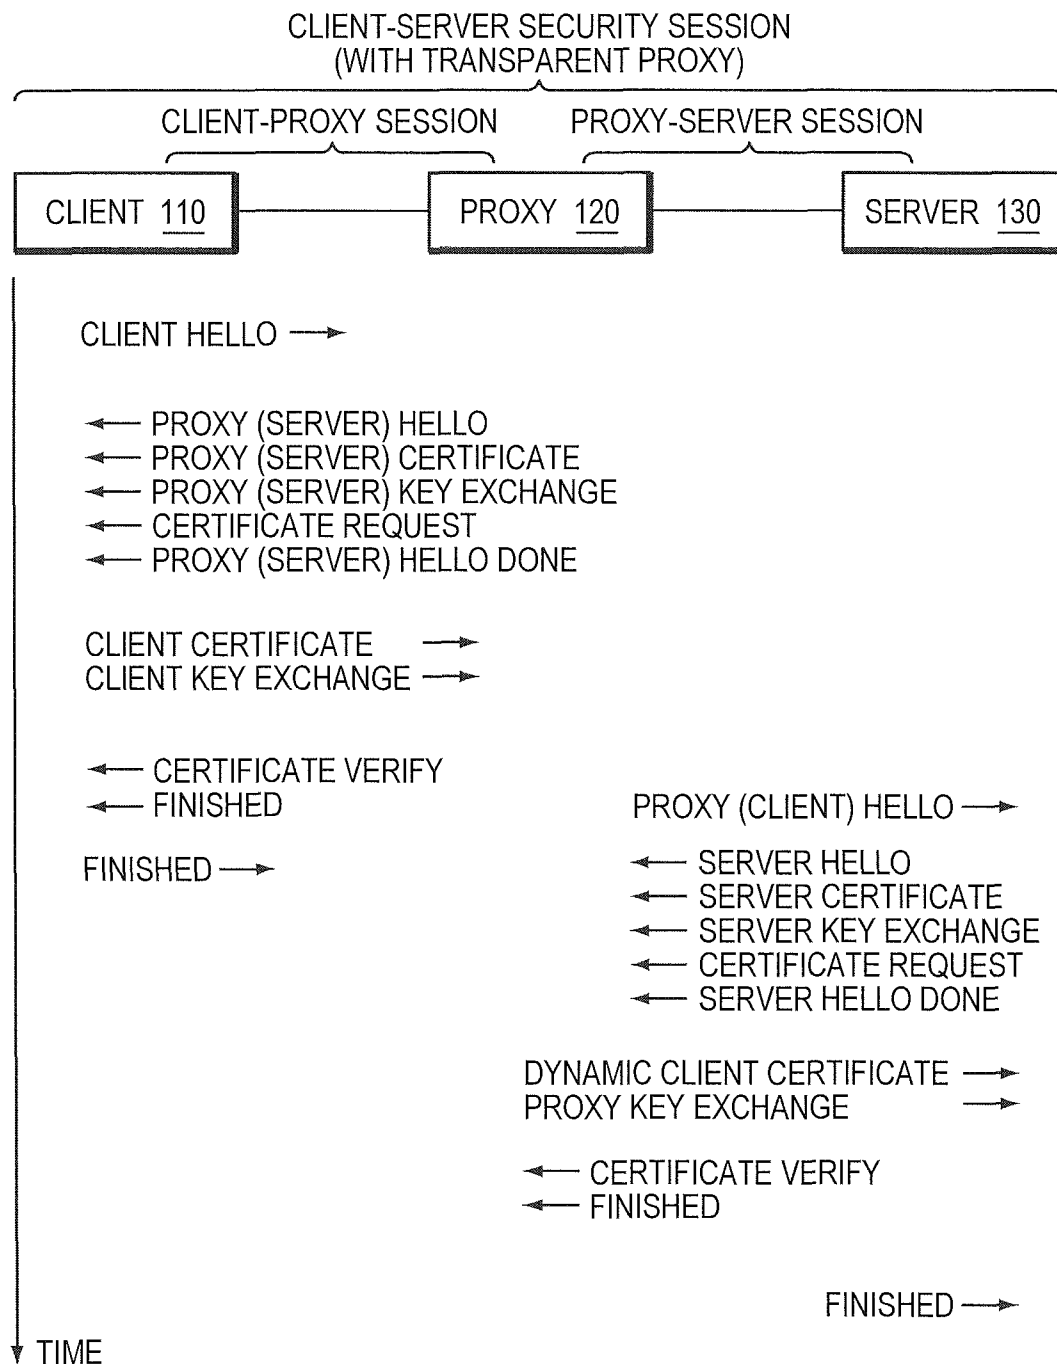 CLIENT-SERVER SECURITY SESSION
(WITH TRANSPARENT PROXY)
CLIENT-PROXY SESSION
PROXY-SERVER SESSION
CLIENT 110
PROXY 120
SERVER 130
CLIENT HELLO
PROXY (SERVER) HELLO
PROXY (SERVER) CERTIFICATE
PROXY (SERVER) KEY EXCHANGE
CERTIFICATE REQUEST
PROXY (SERVER) HELLO DONE
CLIENT CERTIFICATE
CLIENT KEY EXCHANGE
CERTIFICATE VERIFY
FINISHED
PROXY (CLIENT) HELLO
FINISHED
SERVER HELLO
SERVER CERTIFICATE
SERVER KEY EXCHANGE
CERTIFICATE REQUEST
SERVER HELLO DONE
DYNAMIC CLIENT CERTIFICATE
PROXY KEY EXCHANGE
CERTIFICATE VERIFY
FINISHED
FINISHED
TIME